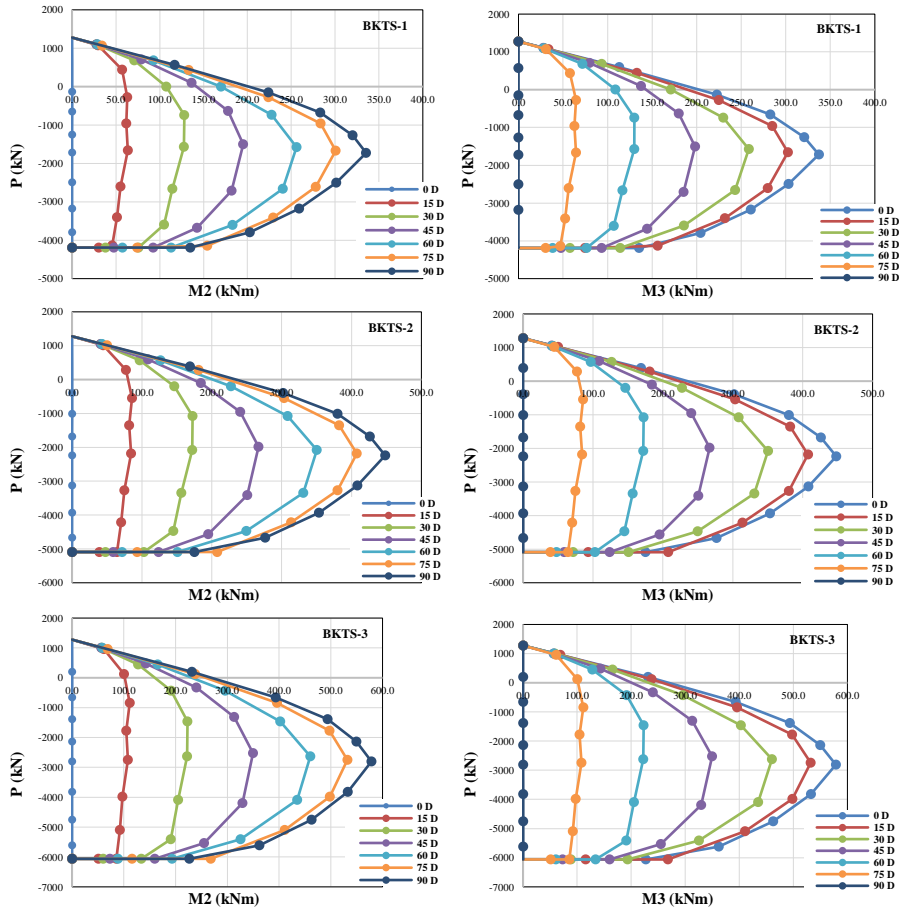 BKTS-1
2000
1000
0
0.0 50.0 100.0 150.0 200.0 250.0 300.0 350.0 400.0
-1000
-2000
-3000
-4000
-5000
P (kN)
M2 (kNm)
0 D
15 D
30 D
45 D
60 D
75 D
90 D
BKTS-1
2000
1000
0
0.0 50.0 100.0 150.0 200.0 250.0 300.0 350.0 400.0
-1000
-2000
-3000
-4000
-5000
P (kN)
M3 (kNm)
0 D
15 D
30 D
45 D
60 D
75 D
90 D
BKTS-2
2000
1000
0
0.0 100.0 200.0 300.0 400.0 500.0
-1000
-2000
-3000
-4000
-5000
-6000
P (kN)
M2 (kNm)
0 D
15 D
30 D
45 D
60 D
75 D
90 D
BKTS-2
2000
1000
0
0.0 100.0 200.0 300.0 400.0 500.0
-1000
-2000
-3000
-4000
-5000
-6000
P (kN)
M3 (kNm)
0 D
15 D
30 D
45 D
60 D
75 D
90 D
BKTS-3
2000
1000
0
0.0 100.0 200.0 300.0 400.0 500.0 600.0
-1000
-2000
-3000
-4000
-5000
-6000
-7000
P (kN)
M2 (kNm)
0 D
15 D
30 D
45 D
60 D
75 D
90 D
BKTS-3
2000
1000
0
0.0 100.0 200.0 300.0 400.0 500.0 600.0
-1000
-2000
-3000
-4000
-5000
-6000
-7000
P (kN)
M3 (kNm)
0 D
15 D
30 D
45 D
60 D
75 D
90 D